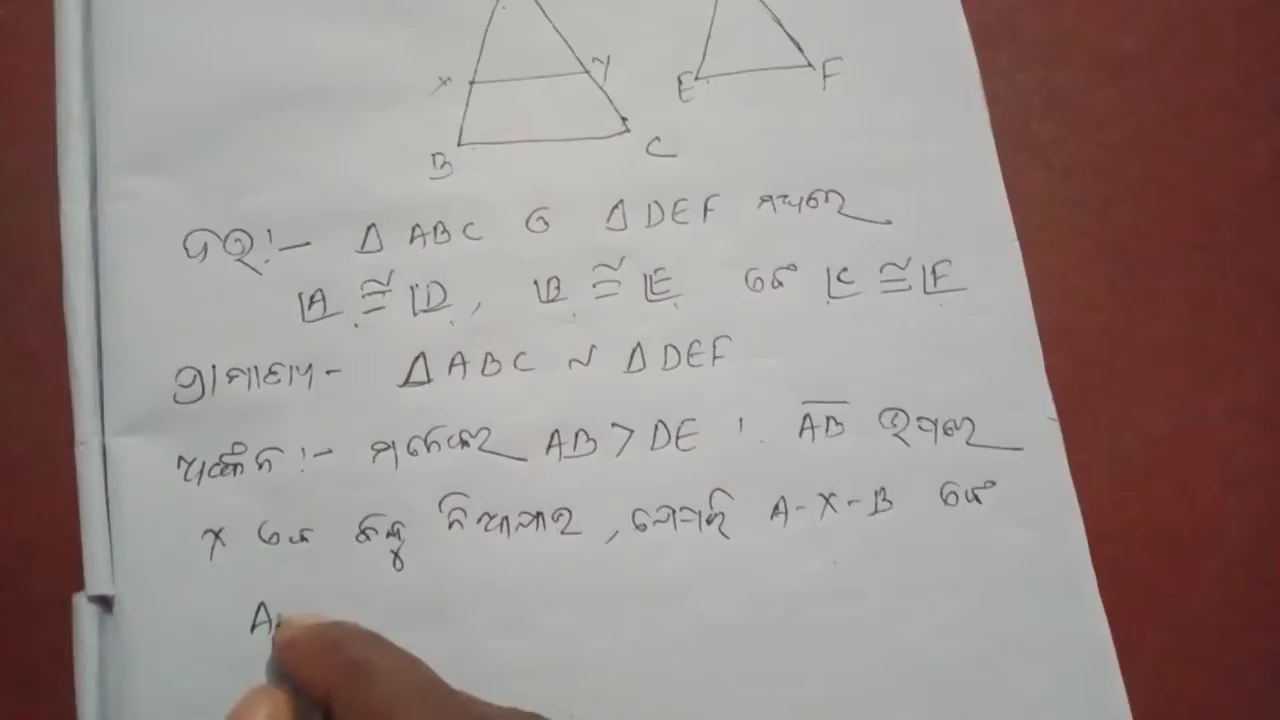 X Y E F
B C
ଦତ୍ତ :- Δ ABC ଓ Δ DEF ମଧ୍ୟରେ
∠A ≅ ∠D, ∠B ≅ ∠E ଏବଂ ∠C ≅ ∠F
ପ୍ରାମାଣ୍ୟ - Δ ABC ~ Δ DEF
ଅଙ୍କନ :- ମନେକର AB > DE । AB ଉପରେ
X ଏକ ବିନ୍ଦୁ ନିଆଯାଉ, ଯେପରି A-X-B ଏବଂ
A